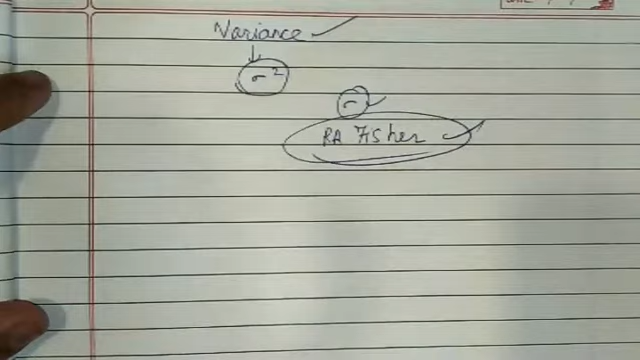 Variance
↓
σ²
σ
RA Fisher